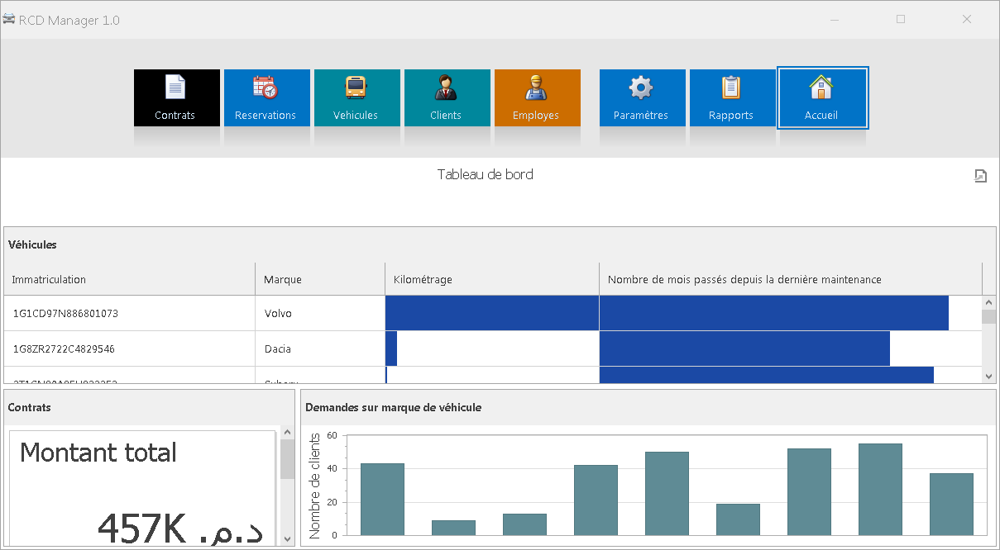 RCD Manager 1.0
Contrats
Reservations
Vehicules
Clients
Employes
Paramètres
Rapports
Accueil
Tableau de bord
Véhicules
Immatriculation
Marque
Kilométrage
Nombre de mois passés depuis la dernière maintenance
1G1CD97N886801073
Volvo
1G8ZR2722C4829546
Dacia
Subaru
Contrats
Montant total
457K د.م.
Demandes sur marque de véhicule
Nombre de clients
60
40
20
0